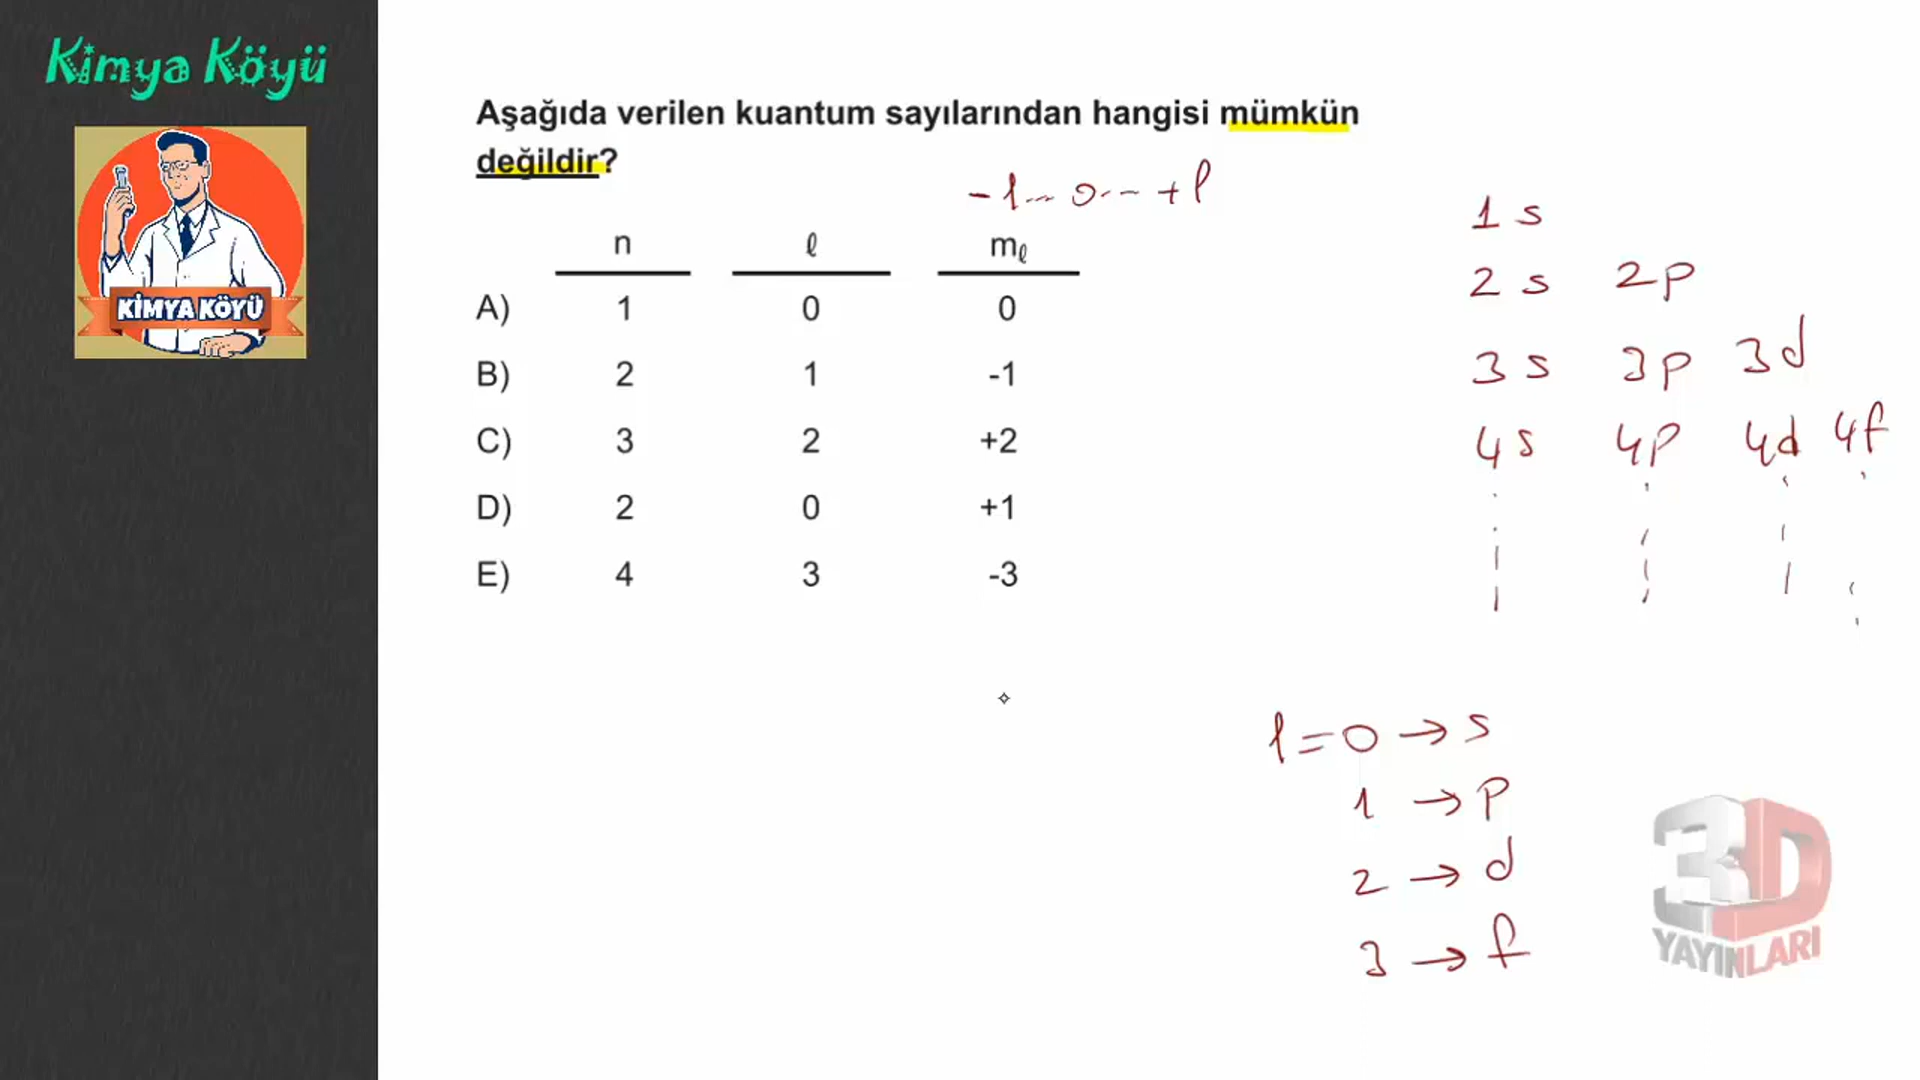 Kimya Köyü
KİMYA KÖYÜ
Aşağıda verilen kuantum sayılarından hangisi mümkün
değildir?
-l... 0... +l
n ℓ mℓ
A) 1 0 0
B) 2 1 -1
C) 3 2 +2
D) 2 0 +1
E) 4 3 -3
1s
2s 2p
3s 3p 3d
4s 4p 4d 4f
l=0→s
1→p
2→d
3→f
3D
YAYINLARI